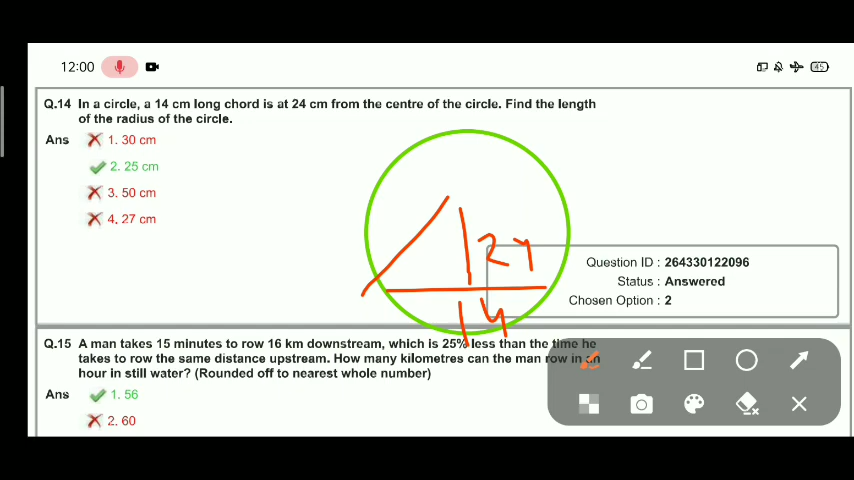 12:00
45
Q.14 In a circle, a 14 cm long chord is at 24 cm from the centre of the circle. Find the length
of the radius of the circle.
Ans 1. 30 cm
2. 25 cm
3. 50 cm
4. 27 cm
24
14
Question ID : 264330122096
Status : Answered
Chosen Option : 2
Q.15 A man takes 15 minutes to row 16 km downstream, which is 25% less than the time he
takes to row the same distance upstream. How many kilometres can the man row in an
hour in still water? (Rounded off to nearest whole number)
Ans 1. 56
2. 60